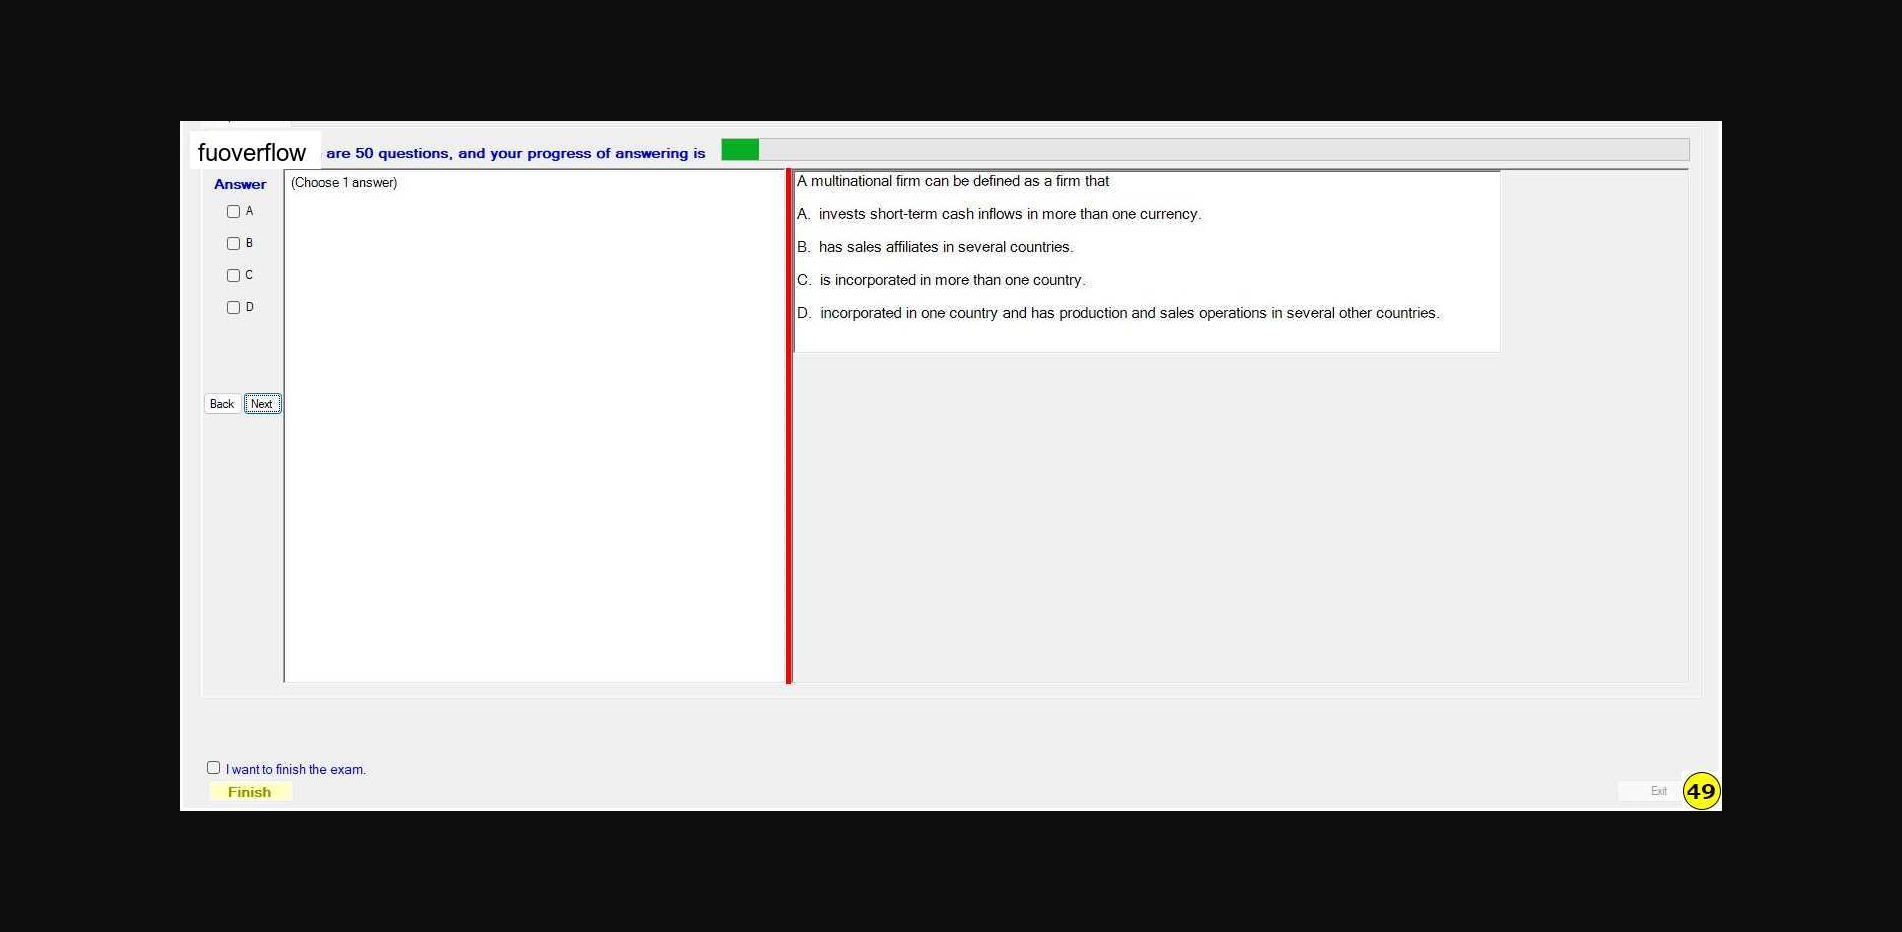 fuoverflow are 50 questions, and your progress of answering is
Answer
A
B
C
D
Back Next
(Choose 1 answer)
A multinational firm can be defined as a firm that
A. invests short-term cash inflows in more than one currency.
B. has sales affiliates in several countries.
C. is incorporated in more than one country.
D. incorporated in one country and has production and sales operations in several other countries.
I want to finish the exam.
Finish
Exit
49